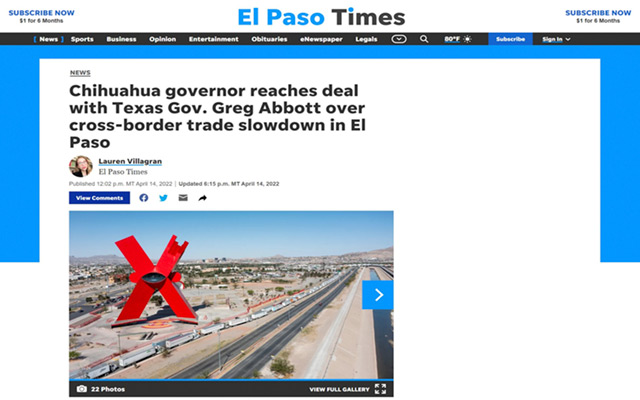 SUBSCRIBE NOW
$1 for 6 Months
El Paso Times
SUBSCRIBE NOW
$1 for 6 Months
[ News ] Sports Business Opinion Entertainment Obituaries eNewspaper Legals 80°F Subscribe Sign In
NEWS
Chihuahua governor reaches deal
with Texas Gov. Greg Abbott over
cross-border trade slowdown in El
Paso
Lauren Villagran
El Paso Times
Published 12:02 p.m. MT April 14, 2022 | Updated 6:15 p.m. MT April 14, 2022
View Comments
22 Photos
VIEW FULL GALLERY